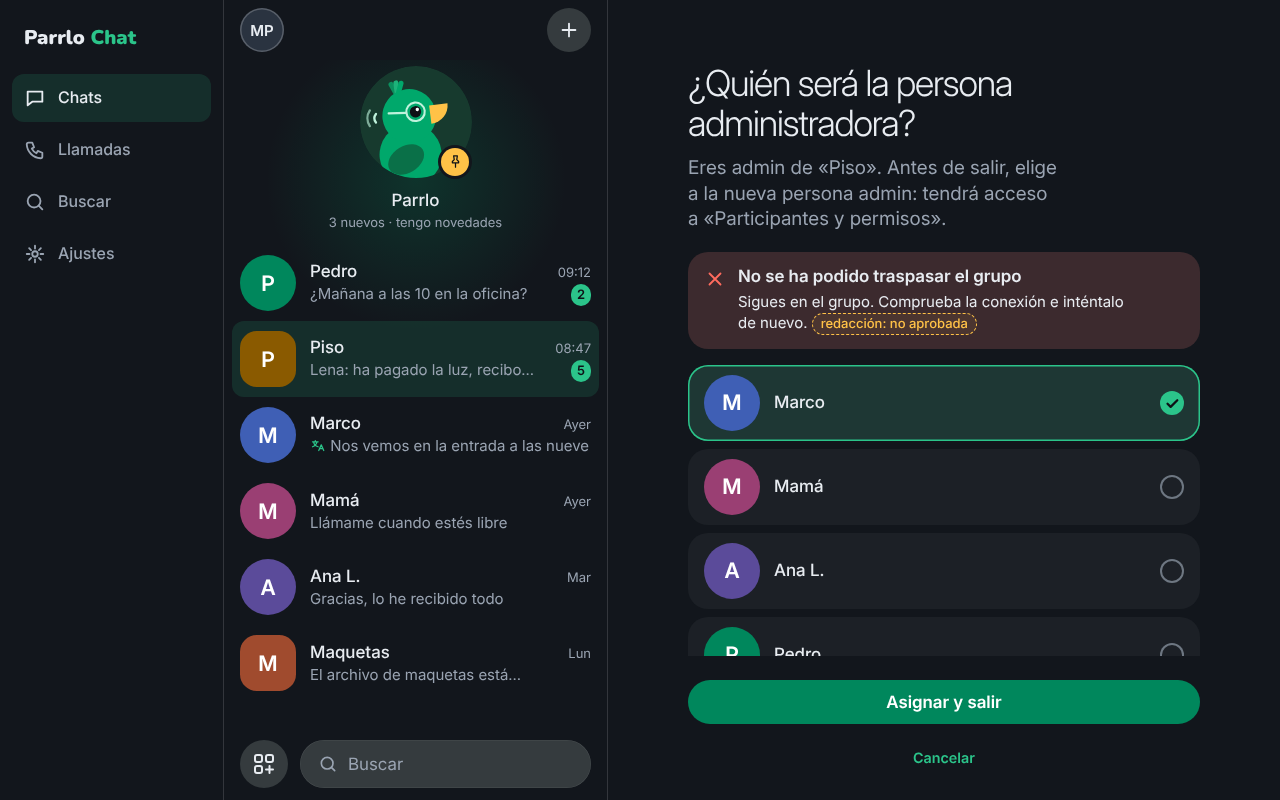 Parrlo Chat
Chats
Llamadas
Buscar
Ajustes
MP
Parrlo
3 nuevos · tengo novedades
P
Pedro
09:12
¿Mañana a las 10 en la oficina?
2
P
Piso
08:47
Lena: ha pagado la luz, recibo...
5
M
Marco
Ayer
Nos vemos en la entrada a las nueve
M
Mamá
Ayer
Llámame cuando estés libre
A
Ana L.
Mar
Gracias, lo he recibido todo
M
Maquetas
Lun
El archivo de maquetas está...
Buscar
¿Quién será la persona
administradora?
Eres admin de «Piso». Antes de salir, elige
a la nueva persona admin: tendrá acceso
a «Participantes y permisos».
No se ha podido traspasar el grupo
Sigues en el grupo. Comprueba la conexión e inténtalo
de nuevo. redacción: no aprobada
M
Marco
M
Mamá
A
Ana L.
P
Pedro
Asignar y salir
Cancelar